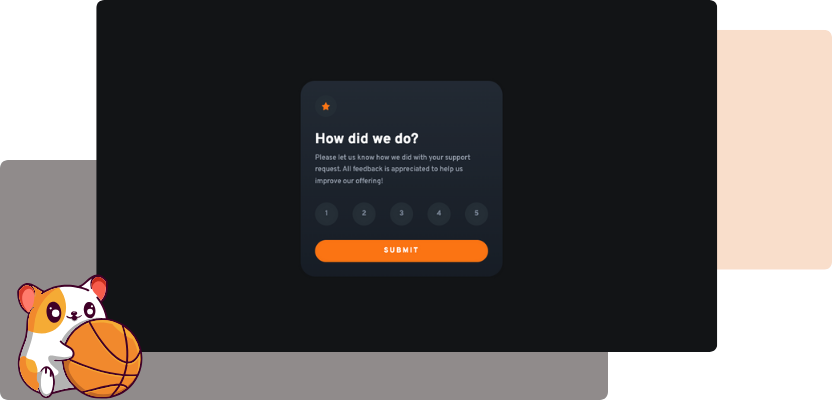 How did we do?
Please let us know how we did with your support
request. All feedback is appreciated to help us
improve our offering!
1 2 3 4 5
SUBMIT